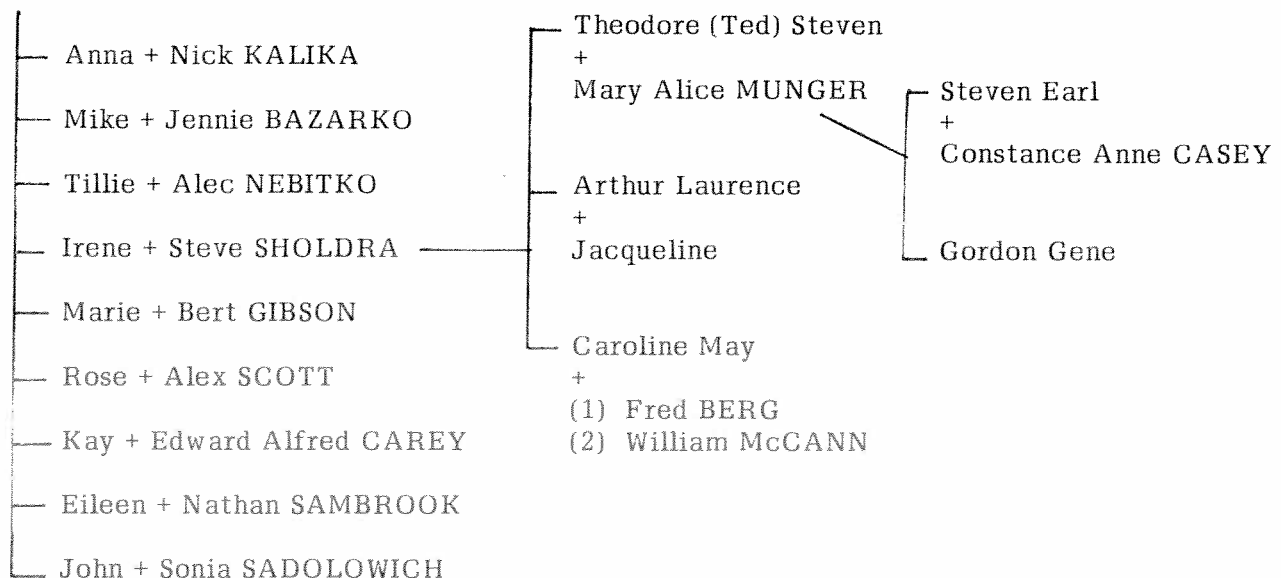 Anna + Nick KALIKA
Mike + Jennie BAZARKO
Tillie + Alec NEBITKO
Irene + Steve SHOLDRA
Marie + Bert GIBSON
Rose + Alex SCOTT
Kay + Edward Alfred CAREY
Eileen + Nathan SAMBROOK
John + Sonia SADOLOWICH
Theodore (Ted) Steven
+
Mary Alice MUNGER
Arthur Laurence
+
Jacqueline
Caroline May
+
(1) Fred BERG
(2) William McCANN
Steven Earl
+
Constance Anne CASEY
Gordon Gene